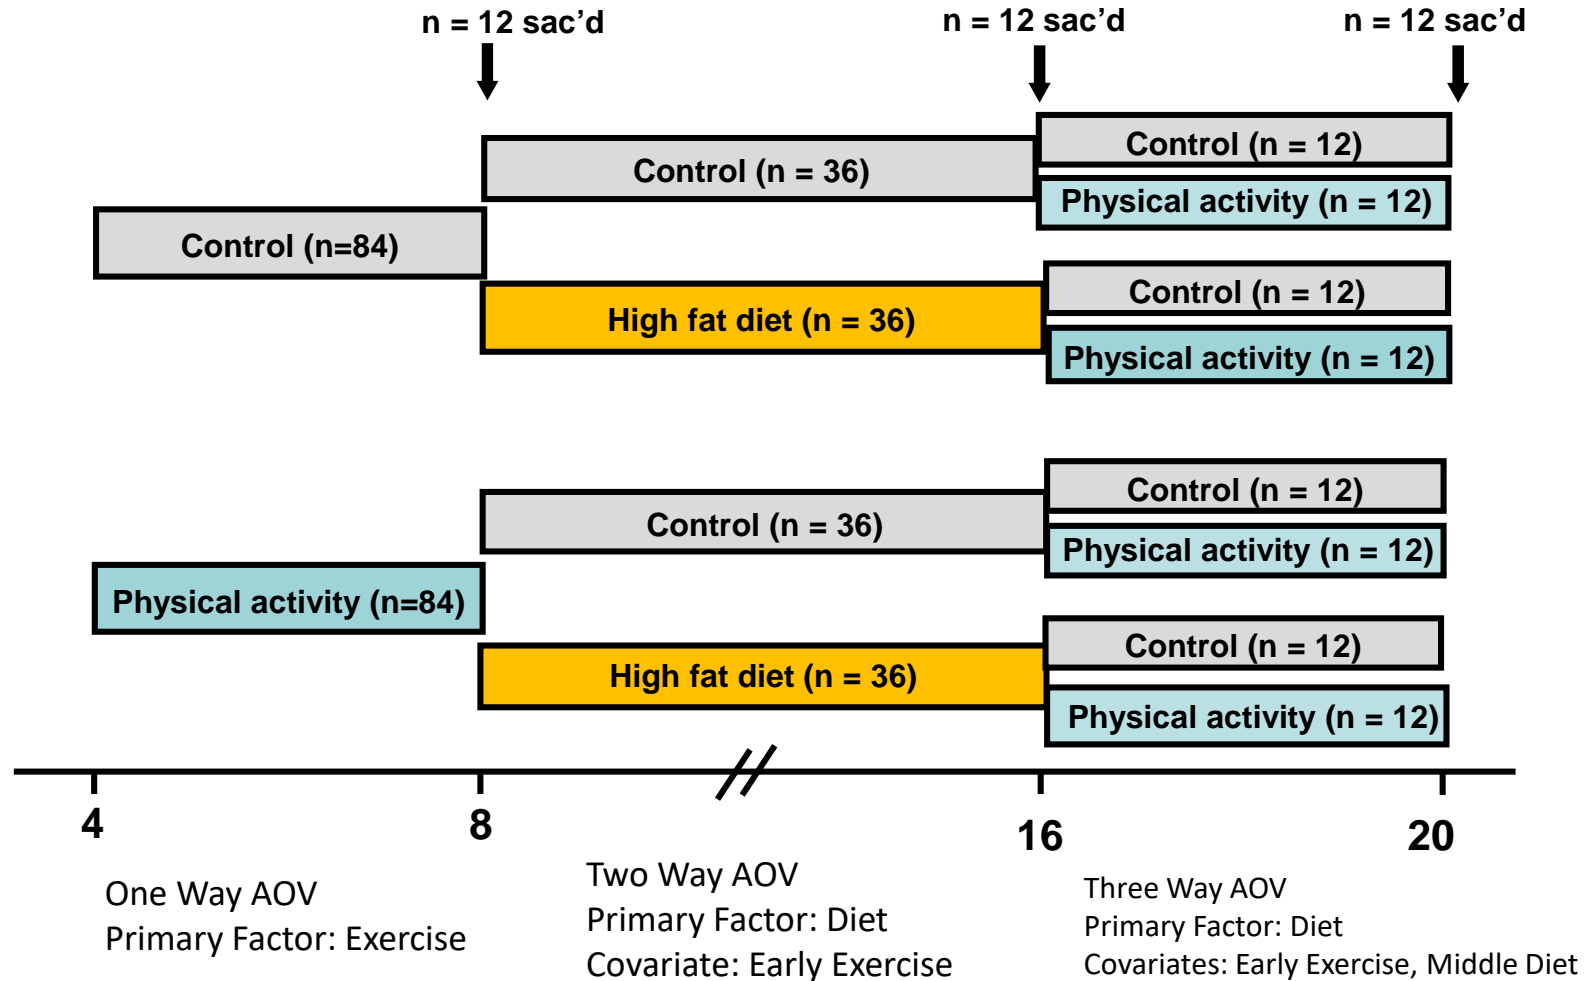 n = 12 sac’d
n = 12 sac’d
n = 12 sac’d
Control (n=84)
Control (n = 36)
Control (n = 12)
Physical activity (n = 12)
High fat diet (n = 36)
Control (n = 12)
Physical activity (n = 12)
Physical activity (n=84)
Control (n = 36)
Control (n = 12)
Physical activity (n = 12)
High fat diet (n = 36)
Control (n = 12)
Physical activity (n = 12)
4
8
16
20
One Way AOV
Primary Factor: Exercise
Two Way AOV
Primary Factor: Diet
Covariate: Early Exercise
Three Way AOV
Primary Factor: Diet
Covariates: Early Exercise, Middle Diet